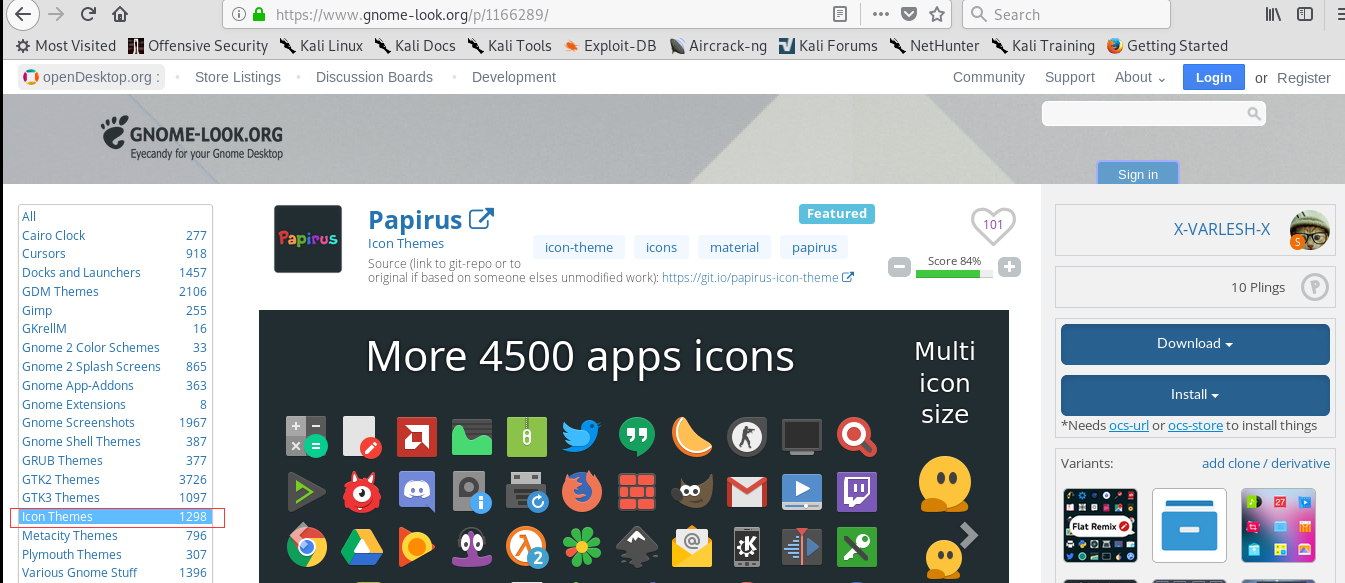 https://www.gnome-look.org/p/1166289/
Search
Most Visited Offensive Security Kali Linux Kali Docs Kali Tools Exploit-DB Aircrack-ng Kali Forums NetHunter Kali Training Getting Started
openDesktop.org : Store Listings Discussion Boards Development Community Support About Login or Register
GNOME-LOOK.ORG
Eyecandy for your Gnome Desktop
Sign in
All
Cairo Clock 277
Cursors 918
Docks and Launchers 1457
GDM Themes 2106
Gimp 255
GKrellM 16
Gnome 2 Color Schemes 33
Gnome 2 Splash Screens 865
Gnome App-Addons 363
Gnome Extensions 8
Gnome Screenshots 1967
Gnome Shell Themes 387
GRUB Themes 377
GTK2 Themes 3726
GTK3 Themes 1097
Icon Themes 1298
Metacity Themes 796
Plymouth Themes 307
Various Gnome Stuff 1396
Papirus
Papirus
Featured
Icon Themes
icon-theme icons material papirus
Source (link to git-repo or to
original if based on someone elses unmodified work): https://git.io/papirus-icon-theme
101
Score 84%
More 4500 apps icons
Multi
icon
size
2
X-VARLESH-X
S
10 Plings
Download
Install
*Needs ocs-url or ocs-store to install things
Variants: add clone / derivative
Flat Remix
27